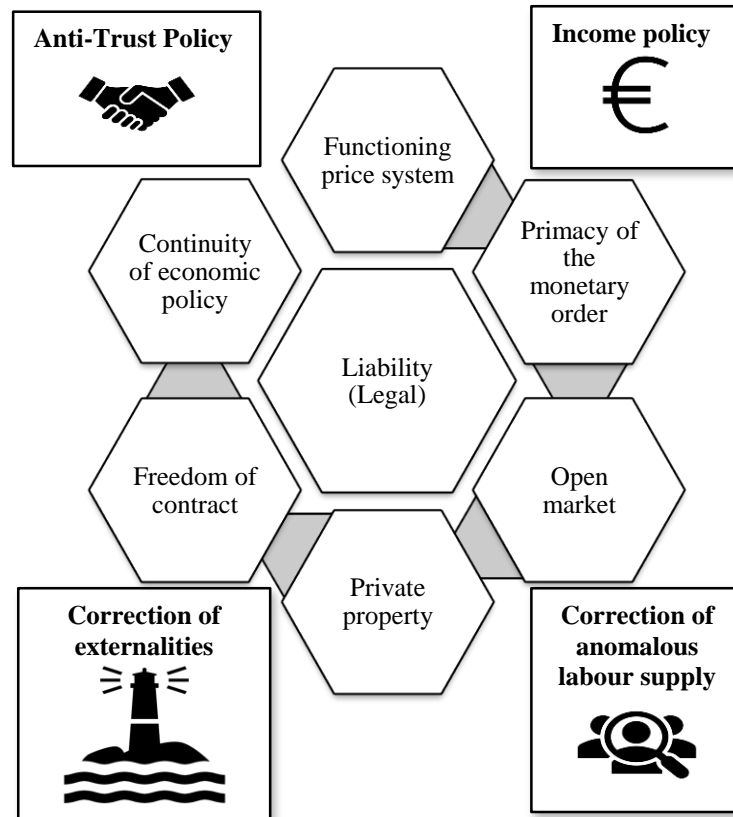 Anti-Trust Policy
Income policy
€
Functioning
price system
Continuity
of economic
policy
Primacy of
the
monetary
order
Liability
(Legal)
Freedom of
contract
Open
market
Private
property
Correction of
externalities
Correction of
anomalous
labour supply